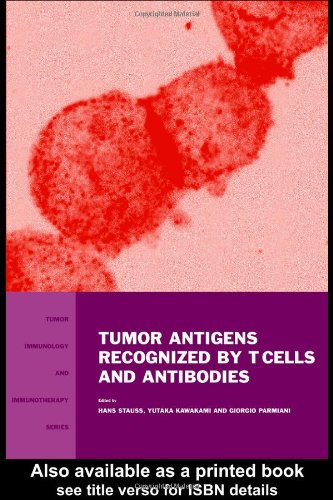 TUMOR
IMMUNOLOGY
AND
IMMUNOTHERAPY
SERIES
TUMOR ANTIGENS
RECOGNIZED BY T CELLS
AND ANTIBODIES
Edited by
HANS STAUSS, YUTAKA KAWAKAMI AND GIORGIO PARMIANI
Also available as a printed book
see title verso for ISBN details